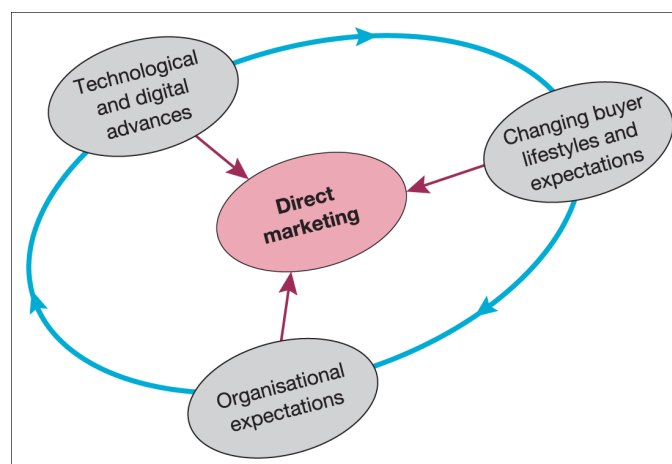 Technological
and digital
advances
Changing buyer
lifestyles and
expectations
Direct
marketing
Organisational
expectations